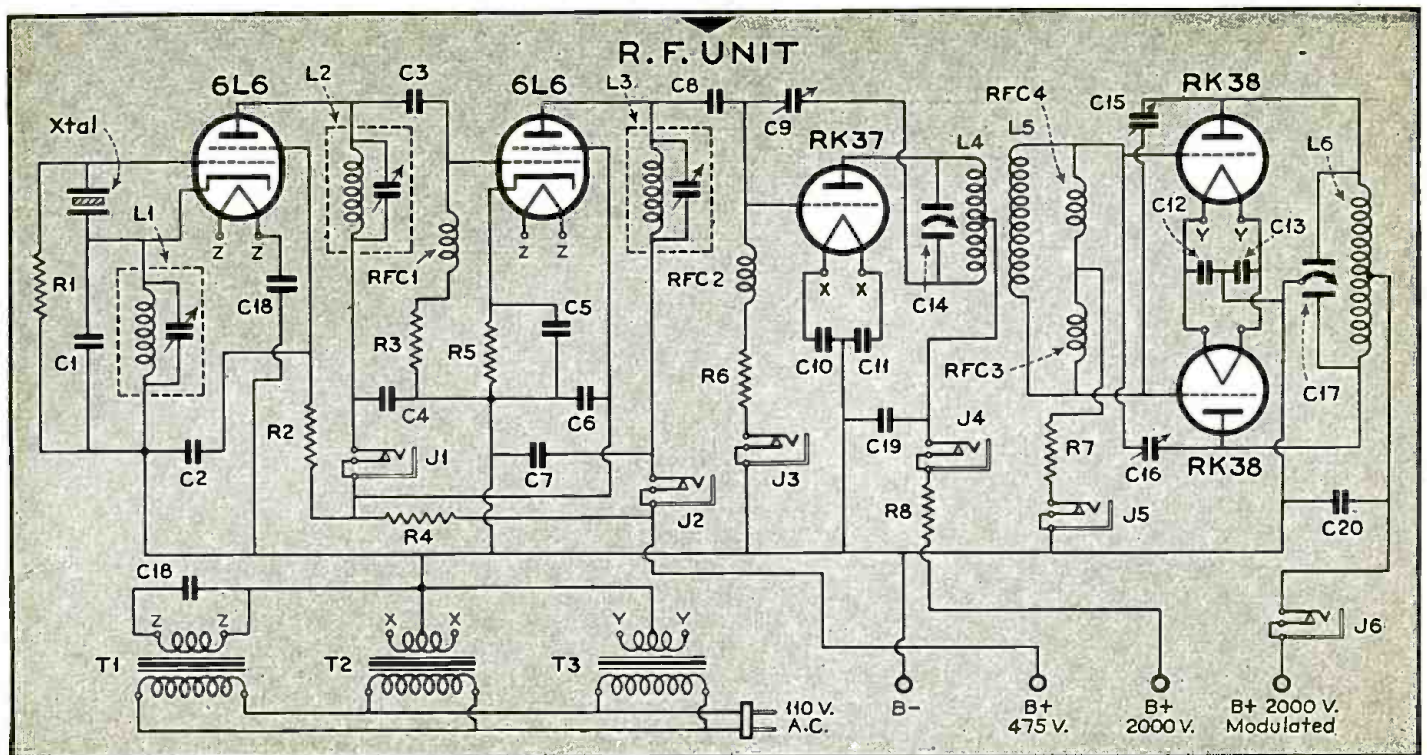 R.F. UNIT
6L6
L2
C3
6L6
L3
C8
C9
RK37
L4
L5
RFC4
C15
RK38
L6
Xtal
L1
R1
C1
Z Z
C18
RFC1
R3
R5
C5
Z Z
RFC2
R6
X X
C10
C11
C14
C12
C13
Y Y
RFC3
C17
C2
R2
C4
C6
C7
J1
J2
J3
C19
J4
R8
R7
C16
RK38
J5
R4
C20
C18
Z Z
X X
Y Y
T1
T2
T3
J6
110 V.
A.C.
B-
B+
475 V.
B+
2000 V.
B+ 2000 V.
Modulated